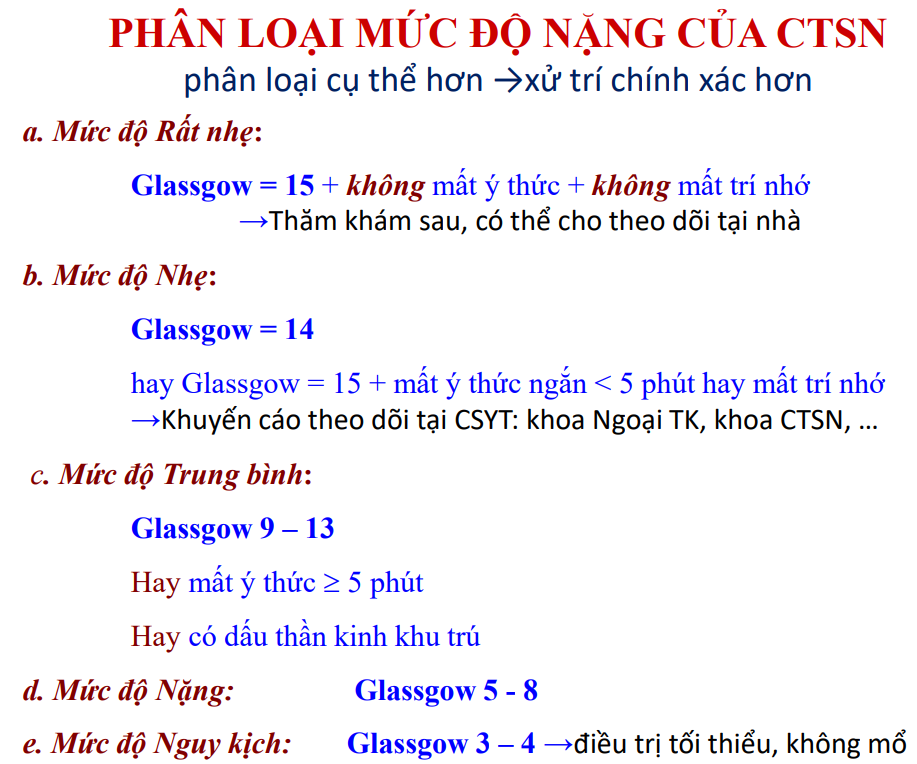 PHÂN LOẠI MỨC ĐỘ NẶNG CỦA CTSN
phân loại cụ thể hơn →xử trí chính xác hơn
a. Mức độ Rất nhẹ:
Glassgow = 15 + không mất ý thức + không mất trí nhớ
→Thăm khám sau, có thể cho theo dõi tại nhà
b. Mức độ Nhẹ:
Glassgow = 14
hay Glassgow = 15 + mất ý thức ngắn < 5 phút hay mất trí nhớ
→Khuyến cáo theo dõi tại CSYT: khoa Ngoại TK, khoa CTSN, ...
c. Mức độ Trung bình:
Glassgow 9 – 13
Hay mất ý thức ≥ 5 phút
Hay có dấu thần kinh khu trú
d. Mức độ Nặng: Glassgow 5 - 8
e. Mức độ Nguy kịch: Glassgow 3 – 4 →điều trị tối thiểu, không mổ